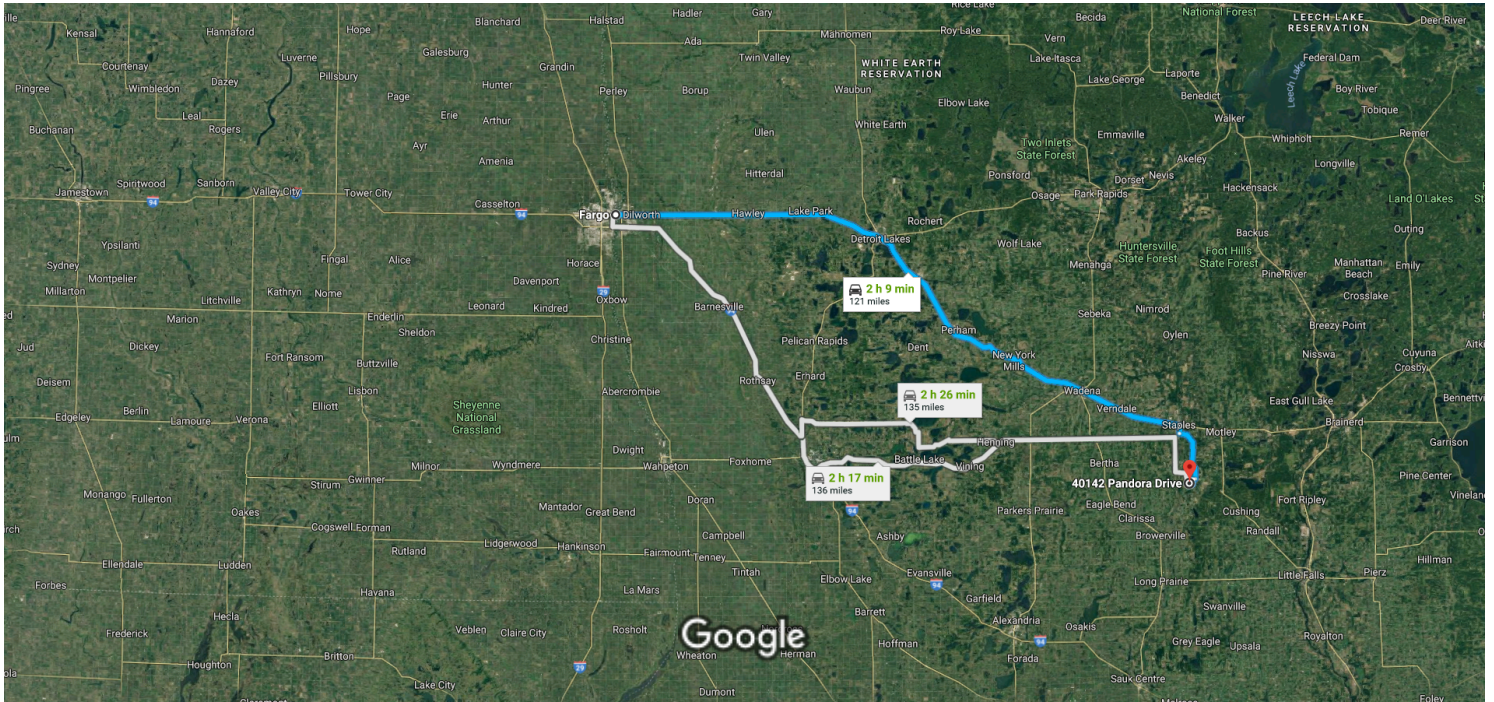 Rice Lake
ville
Kensal
Hannaford
Hope
Blanchard
Halstad
Hadler
Gary
Becida
National Forest
LEECH LAKE
RESERVATION
Deer River
Galesburg
Ada
Mahnomen
Roy Lake
Vern
Courtenay
Luverne
Grandin
Twin Valley
WHITE EARTH
RESERVATION
Lake Itasca
Federal Dam
Pillsbury
Laporte
Lake George
Leech Lake
Pingree
Wimbledon
Dazey
Hunter
Perley
Borup
Waubun
Benedict
Boy River
Page
Elbow Lake
Tobique
Leal
Erie
Arthur
Walker
Buchanan
Rogers
Ulen
White Earth
Emmaville
Whipholt
Remer
Ayr
Two Inlets
State Forest
Amenia
Akeley
Longville
Hitterdal
Ponsford
Dorset
Nevis
Spiritwood
Sanborn
Hackensack
Jamestown
Valley City
Tower City
Osage
Park Rapids
94
Casselton
94
Land O'Lakes
Fargo
Dilworth
Hawley
Lake Park
Rochert
Backus
Outing
Ypsilanti
Detroit Lakes
Wolf Lake
Huntersville
State Forest
Foot Hills
State Forest
Fingal
Alice
Horace
Menahga
Manhattan
Beach
Emily
Sydney
Pine River
Montpelier
Davenport
2 h 9 min
121 miles
Millarton
Kathryn
Nome
29
Crosslake
Litchville
Leonard
Kindred
Oxbow
Barnesville
Nimrod
Marion
Enderlin
Sebeka
Breezy Point
Sheldon
Perham
Oylen
Jud
Dickey
Christine
Pelican Rapids
Dent
New York
Mills
Nisswa
Cuyuna
Fort Ransom
Buttzville
Crosby
Deisem
Rothsay
Erhard
Lisbon
Abercrombie
Wadena
2 h 26 min
135 miles
East Gull Lake
Berlin
Elliott
Sheyenne
National
Grassland
Verndale
Edgeley
Lamoure
Verona
Staples
Motley
Brainerd
Garrison
Dwight
Henning
Milnor
Wyndmere
Wahpeton
Foxhome
Battle Lake
Vining
Bertha
Gwinner
Stirum
2 h 17 min
136 miles
40142 Pandora Drive
Pine Center
Monango
Fullerton
Doran
Parkers Prairie
Eagle Bend
Fort Ripley
Oakes
Mantador
Great Bend
94
Clarissa
Cushing
Cogswell
Forman
Campbell
Ashby
Browerville
Randall
Lidgerwood
Hankinson
Rutland
Fairmount
Tenney
Ellendale
Ludden
Tintah
Evansville
Hillman
Forbes
Havana
La Mars
Elbow Lake
94
Long Prairie
Little Falls
Pierz
Garfield
Swanville
Hecla
Barrett
Alexandria
Osakis
Frederick
Veblen
Claire City
Rosholt
Google
Royalton
Hoffman
94
Grey Eagle
Upsala
Britton
Wheaton
Herman
Forada
Houghton
29
Sauk Centre
Lake City
Dumont
Foley